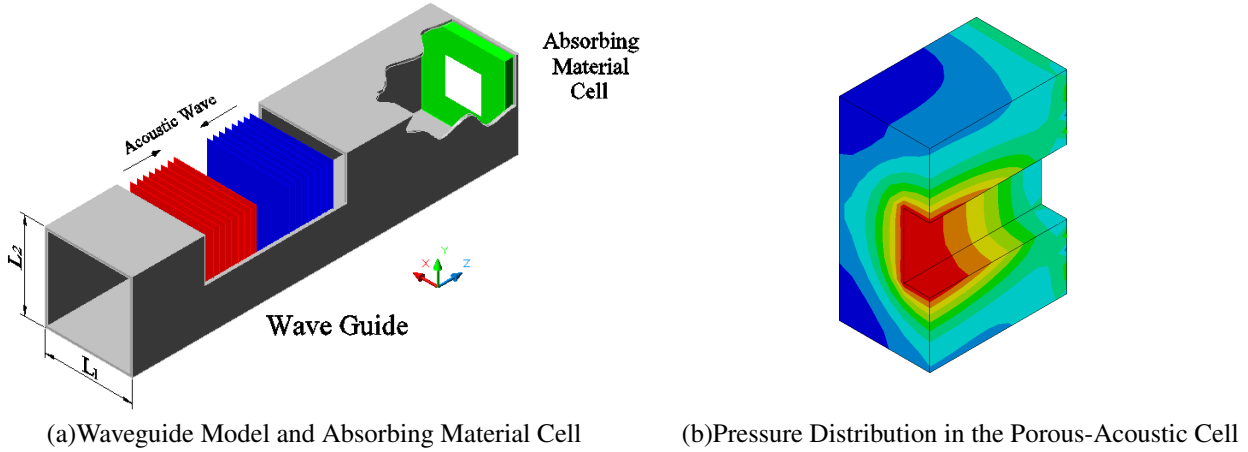 Absorbing
Material
Cell
Acoustic Wave
L2
L1
X
Y
Z
Wave Guide
(a)Waveguide Model and Absorbing Material Cell
(b)Pressure Distribution in the Porous-Acoustic Cell